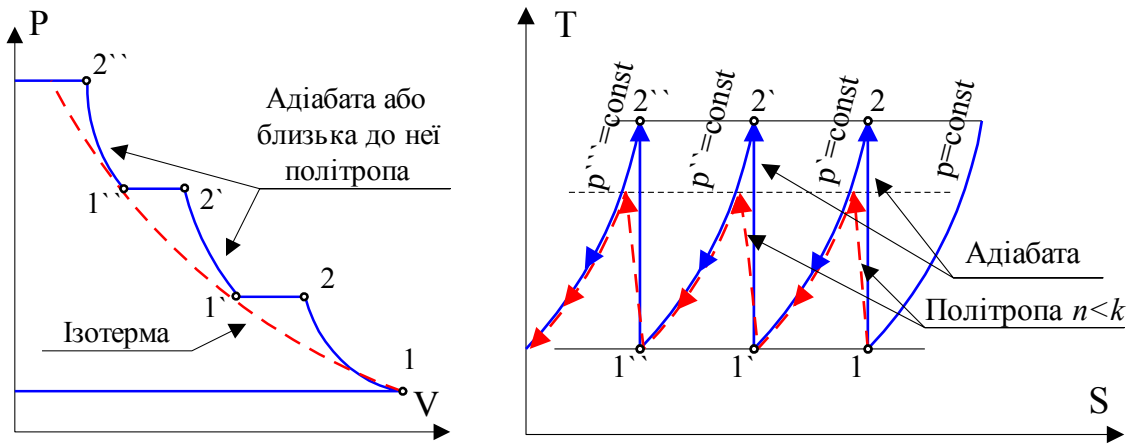 P
2``
Адіабата або
близька до неї
політропа
1``
2`
1`
2
Ізотерма
1
V
T
p```=const
2``
p``=const
2`
p`=const
2
p=const
Адіабата
Політропа n<k
1``
1`
1
S